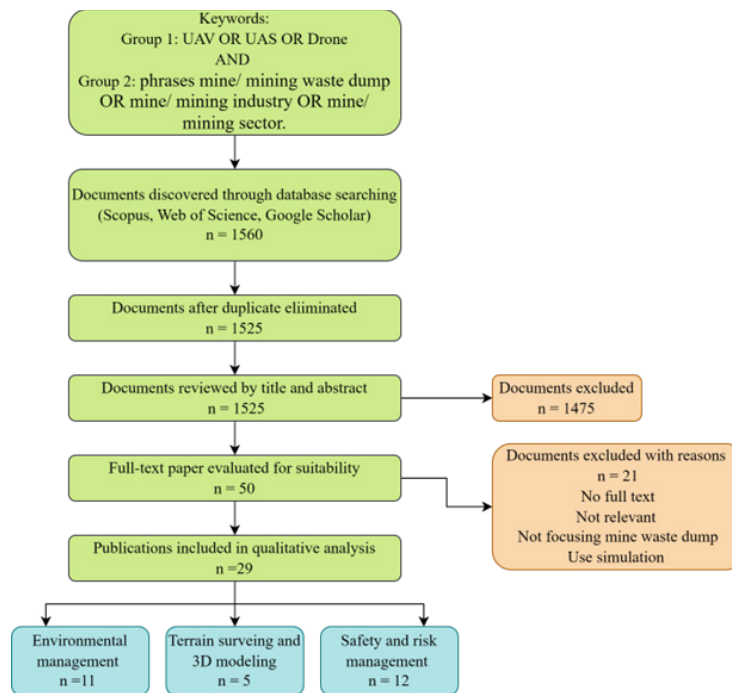 Keywords:
Group 1: UAV OR UAS OR Drone
AND
Group 2: phrases mine/ mining waste dump
OR mine/ mining industry OR mine/
mining sector.
Documents discovered through database searching
(Scopus, Web of Science, Google Scholar)
n = 1560
Documents after duplicate eliiminated
n = 1525
Documents reviewed by title and abstract
n = 1525
Documents excluded
n = 1475
Full-text paper evaluated for suitability
n = 50
Documents excluded with reasons
n = 21
No full text
Not relevant
Not focusing mine waste dump
Use simulation
Publications included in qualitative analysis
n =29
Environmental
management
n =11
Terrain surveing and
3D modeling
n = 5
Safety and risk
management
n = 12